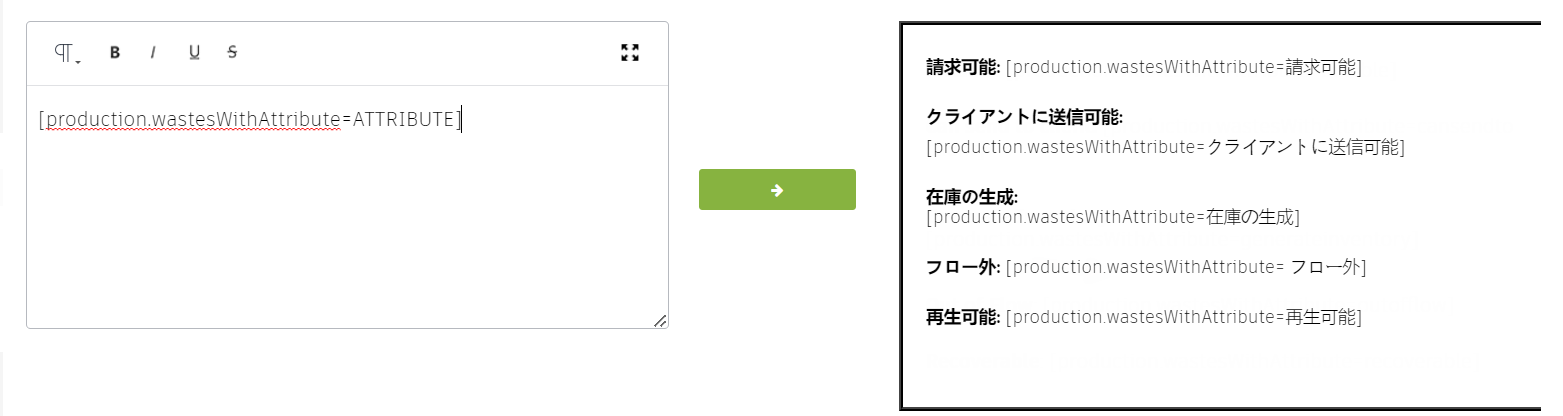 B I U S
[production.wastesWithAttribute=ATTRIBUTE]
請求可能: [production.wastesWithAttribute=請求可能]
クライアントに送信可能:
[production.wastesWithAttribute=クライアントに送信可能]
在庫の生成:
[production.wastesWithAttribute=在庫の生成]
フロー外: [production.wastesWithAttribute= フロー外]
再生可能: [production.wastesWithAttribute=再生可能]